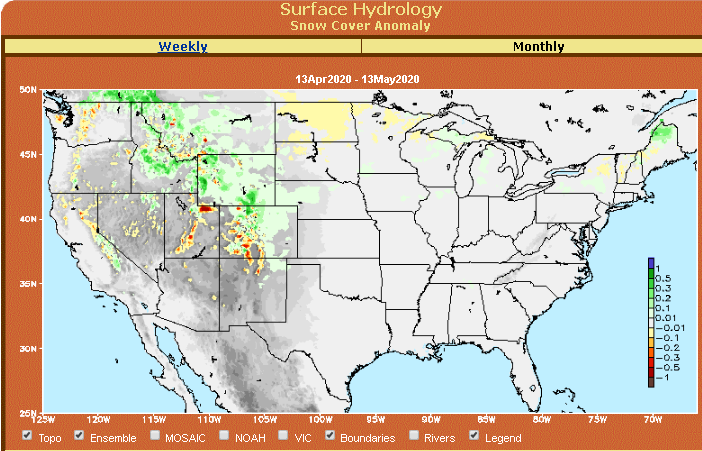 Surface Hydrology
Snow Cover Anomaly
Weekly Monthly
13Apr2020 - 13May2020
50N
45N
40N
35N
30N
25N
1
0.5
0.3
0.2
0.1
0.01
-0.01
-0.1
-0.2
-0.3
-0.5
-1
125W 120W 115W 110W 105W 100W 95W 90W 85W 80W 75W 70W
Topo Ensemble MOSAIC NOAH VIC Boundaries Rivers Legend